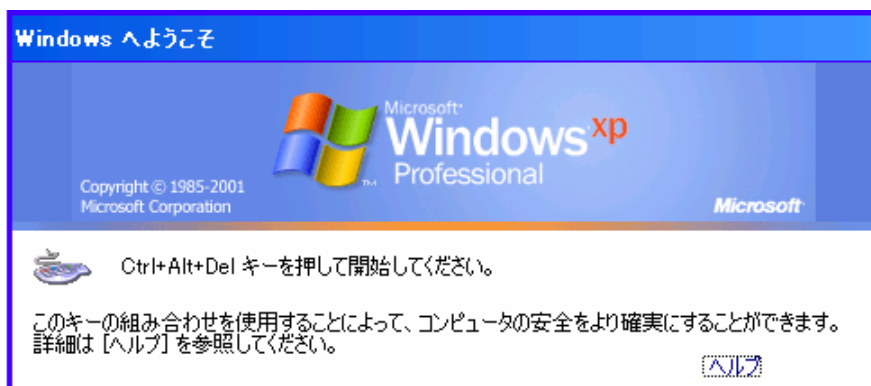 Windows へようこそ
Microsoft
Windows xp
Professional
TM
Copyright © 1985-2001
Microsoft Corporation
Microsoft
Ctrl+Alt+Del キーを押して開始してください。
このキーの組み合わせを使用することによって、コンピュータの安全をより確実にすることができます。
詳細は [ヘルプ] を参照してください。
ヘルプ